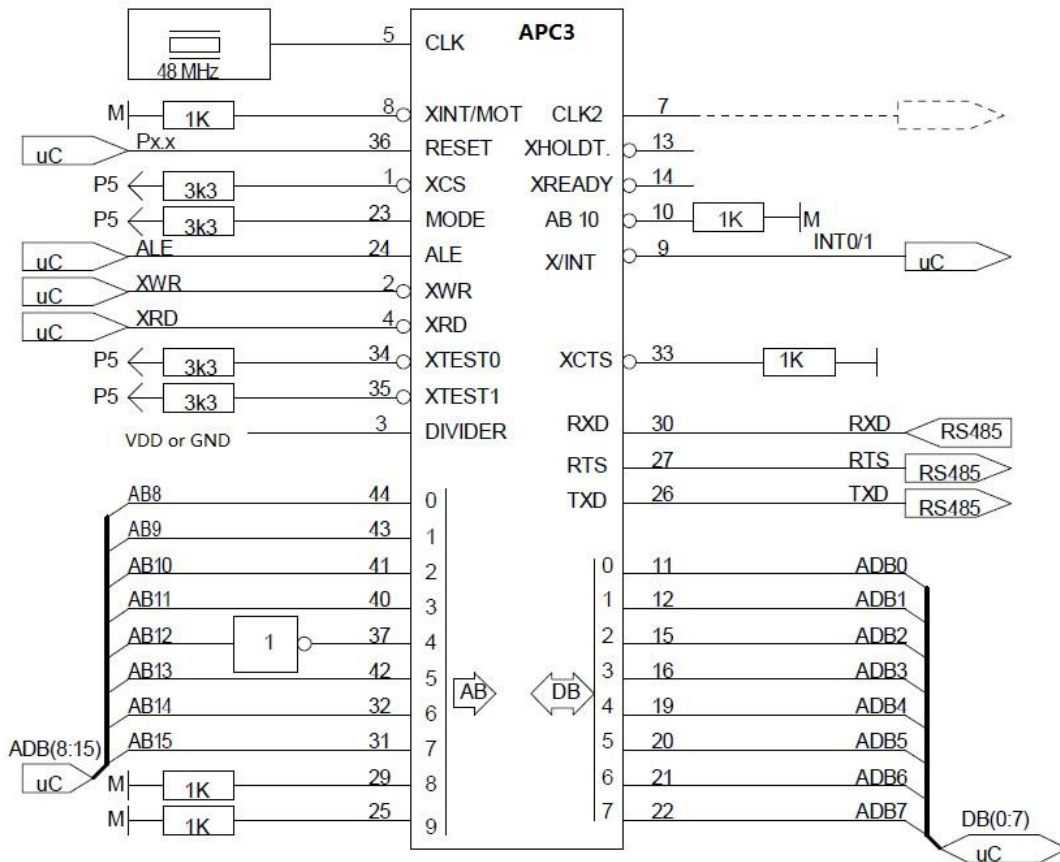 APC3
5 CLK
48 MHz
M 1K 8 XINT/MOT CLK2 7
uC Px.x 36 RESET XHOLDT. 13
P5 3k3 1 XCS XREADY 14
P5 3k3 23 MODE AB 10 10 1K M
uC ALE 24 ALE X/INT 9 INT0/1 uC
uC XWR 2 XWR
uC XRD 4 XRD
P5 3k3 34 XTEST0 XCTS 33 1K
P5 3k3 35 XTEST1
VDD or GND 3 DIVIDER RXD 30 RXD RS485
RTS 27 RTS RS485
AB8 44 0 TXD 26 TXD RS485
AB9 43 1
AB10 41 2 0 11 ADB0
AB11 40 3 1 12 ADB1
AB12 1 37 4 2 15 ADB2
AB13 42 5 AB DB 3 16 ADB3
AB14 32 6 4 19 ADB4
ADB(8:15) AB15 31 7 5 20 ADB5
uC M 1K 29 8 6 21 ADB6
M 1K 25 9 7 22 ADB7
DB(0:7)
uC